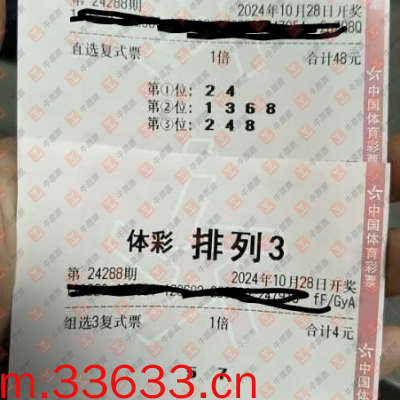 第 24288期 2024年10月28日开奖
直选复式票 1倍 合计48元
第①位: 2 4
第②位: 1 3 6 8
第③位: 2 4 8
中国体育彩票
体彩 排列3
第 24288期 2024年10月28日开奖
fF/GyA
组选3复式票 1倍 合计4元
中国体育彩票
m.33633.cn